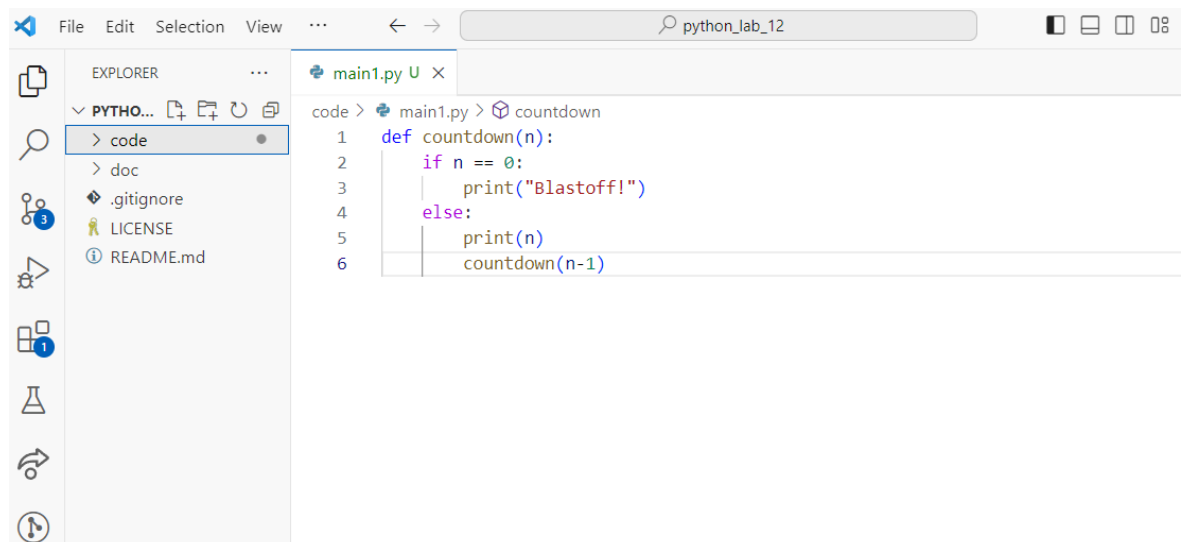 File Edit Selection View ··· python_lab_12
EXPLORER ···
PYTHO...
code
doc
.gitignore
LICENSE
README.md
3
1
main1.py U
code > main1.py > countdown
1 def countdown(n):
2     if n == 0:
3         print("Blastoff!")
4     else:
5         print(n)
6         countdown(n-1)